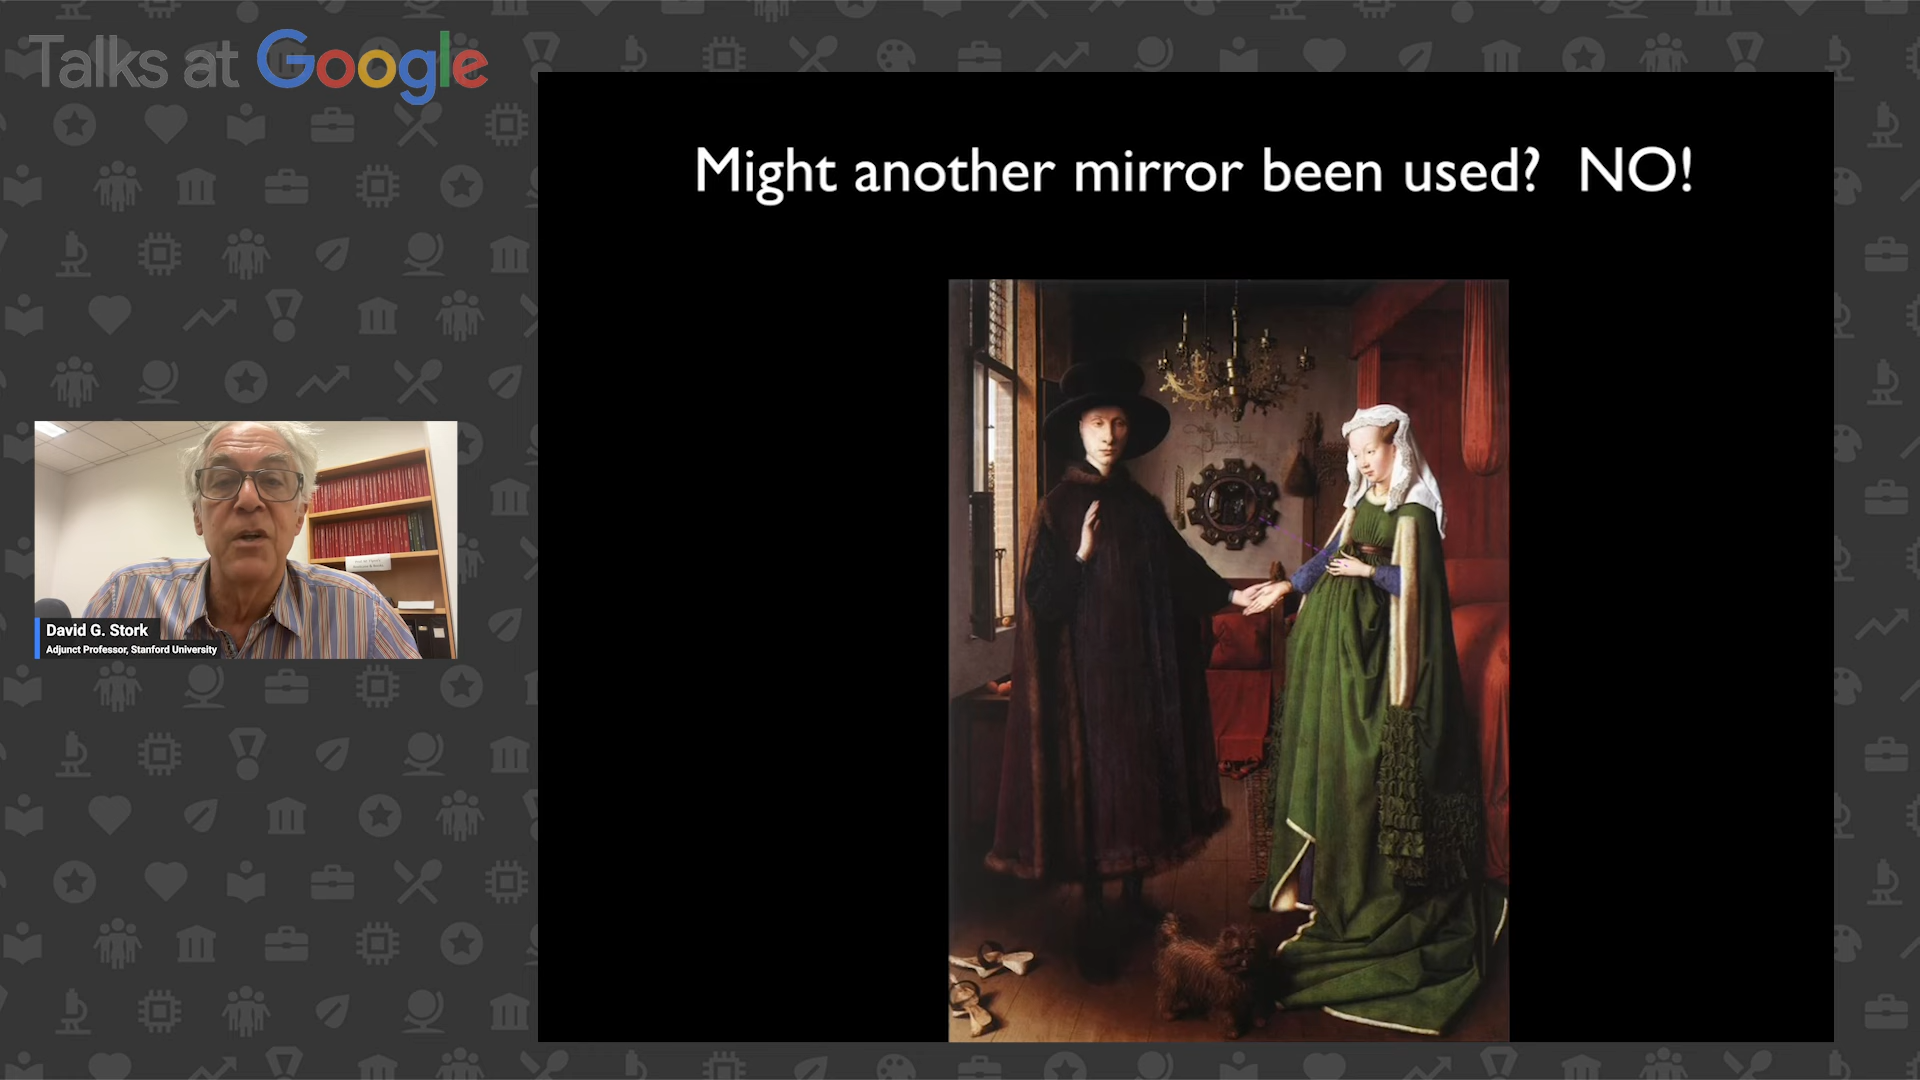 Talks at Google
Might another mirror been used? NO!
David G. Stork
Adjunct Professor, Stanford University